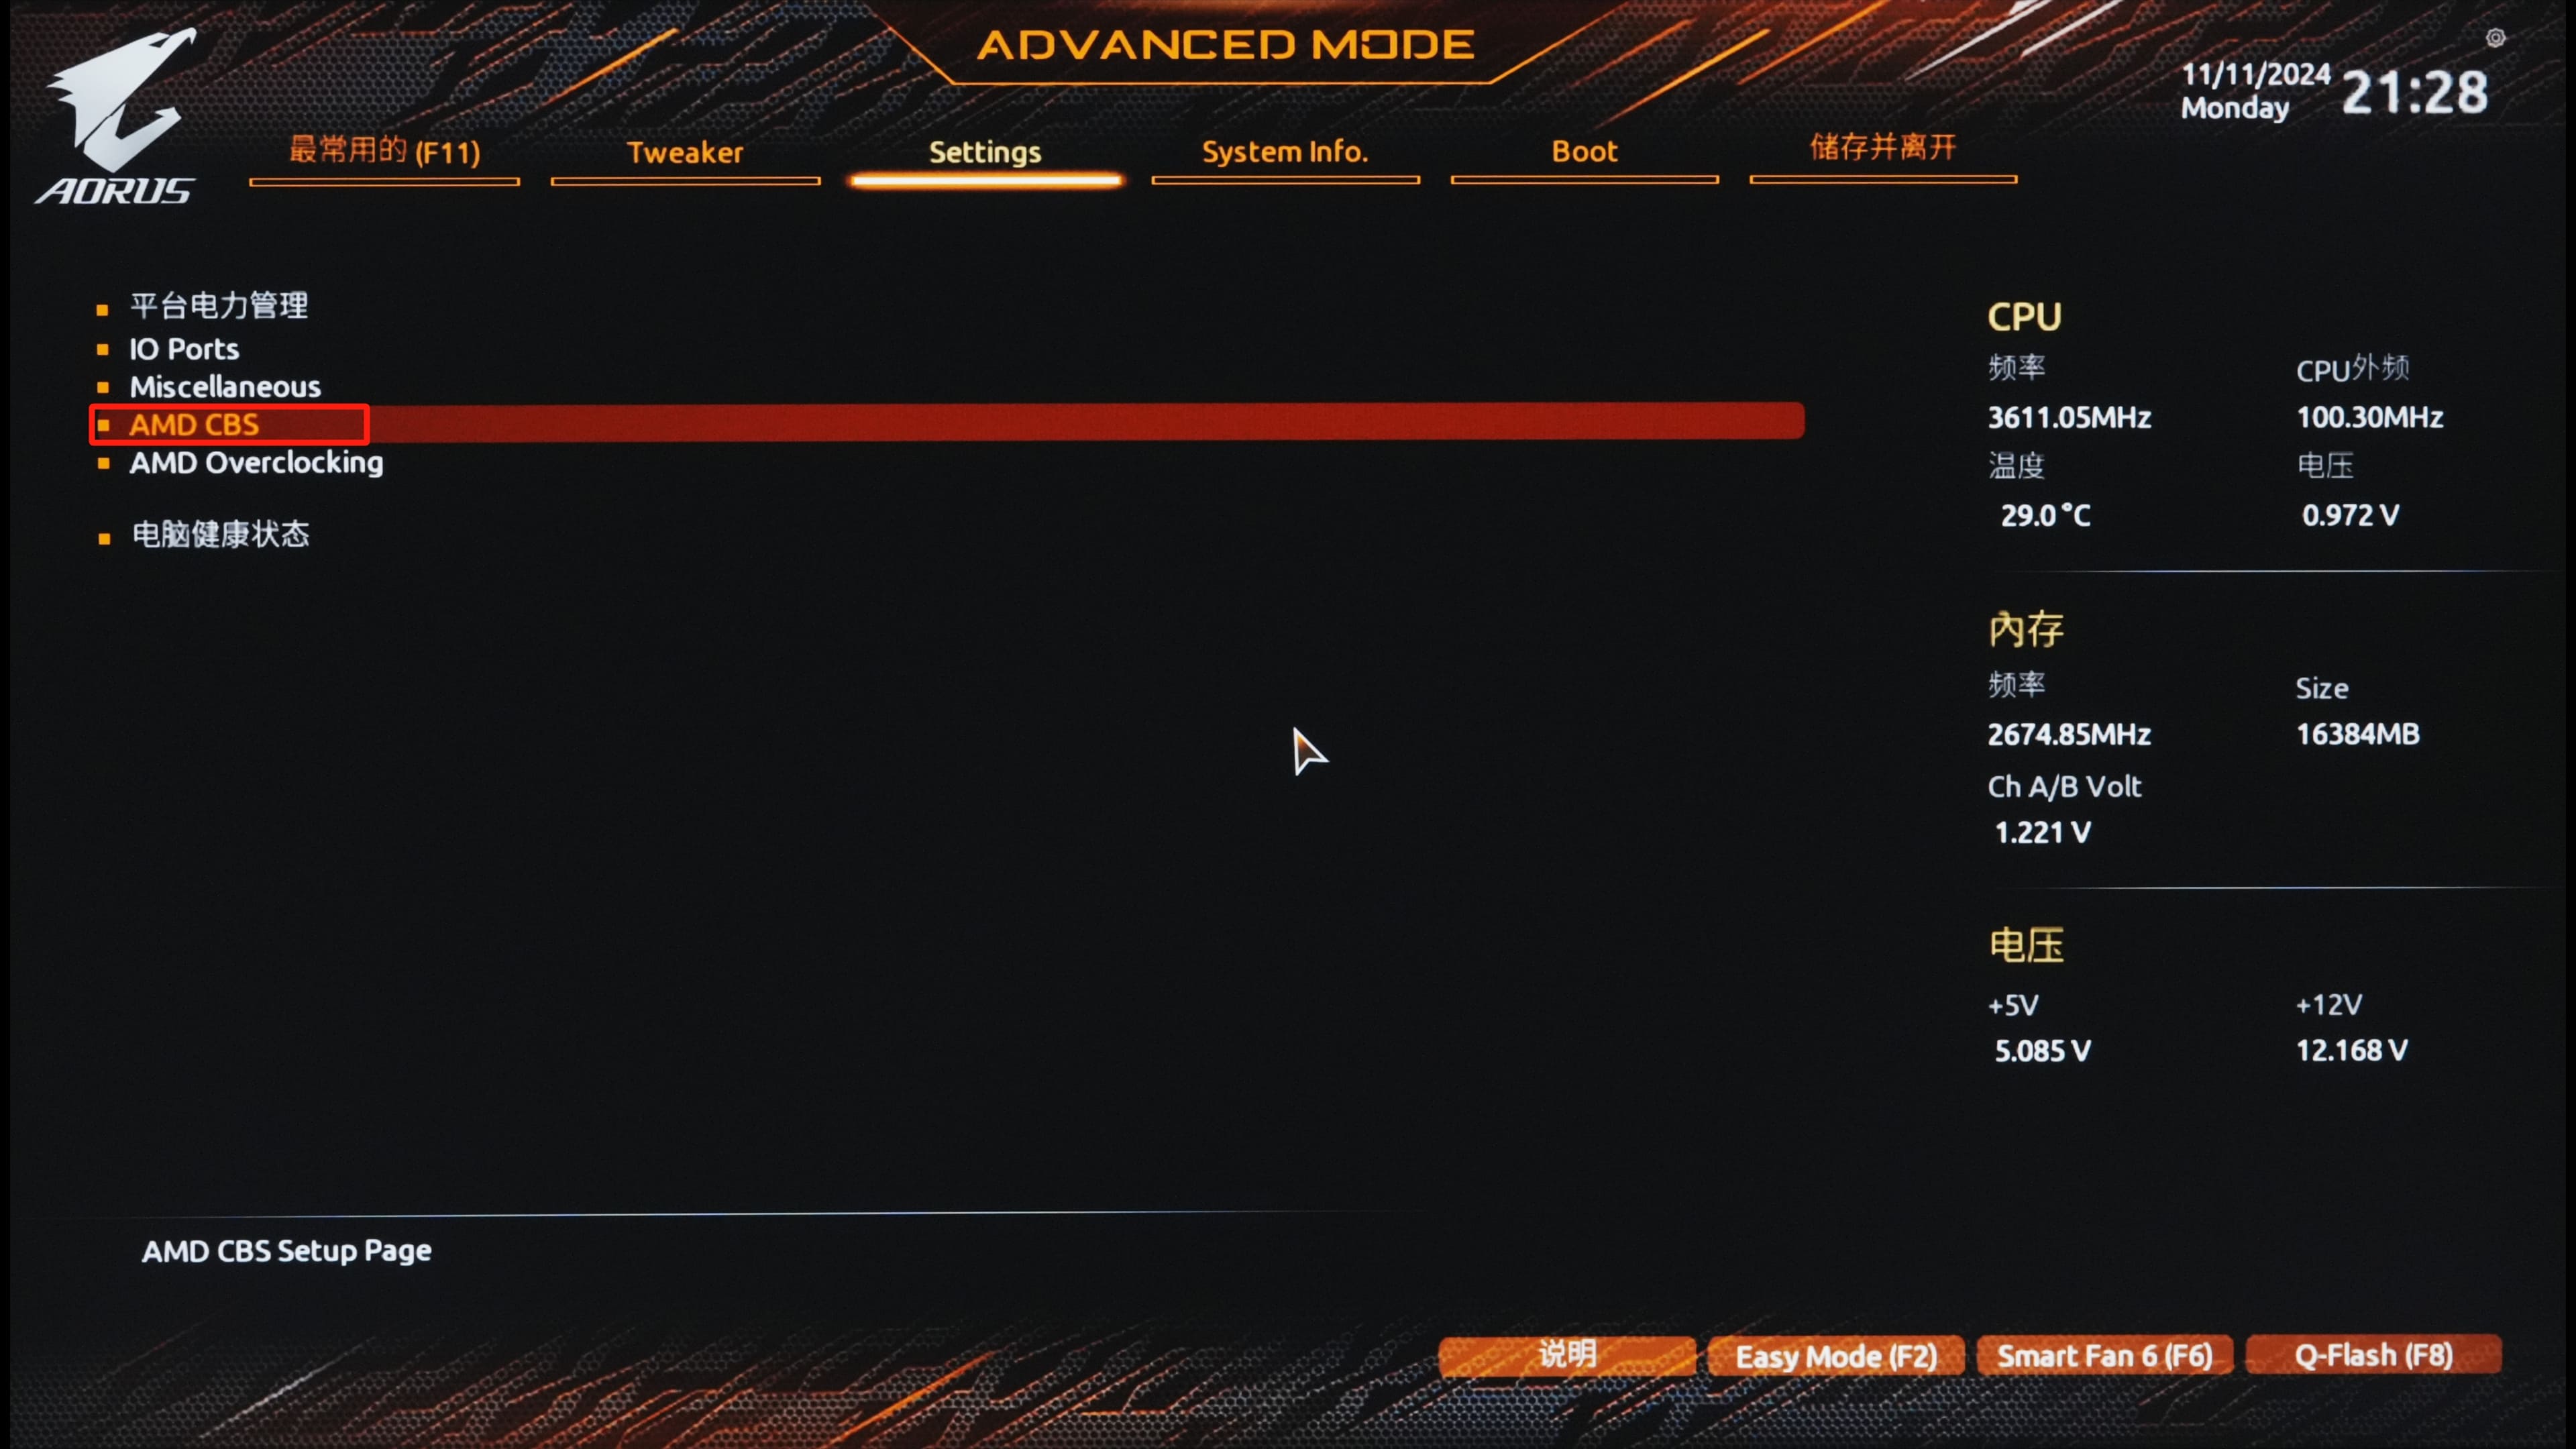 ADVANCED MODE
11/11/2024
Monday
21:28
AORUS
最常用的 (F11)
Tweaker
Settings
System Info.
Boot
储存并离开
平台电力管理
IO Ports
Miscellaneous
AMD CBS
AMD Overclocking
电脑健康状态
CPU
频率
CPU外频
3611.05MHz
100.30MHz
温度
电压
29.0 °C
0.972 V
內存
频率
Size
2674.85MHz
16384MB
Ch A/B Volt
1.221 V
电压
+5V
+12V
5.085 V
12.168 V
AMD CBS Setup Page
说明
Easy Mode (F2)
Smart Fan 6 (F6)
Q-Flash (F8)